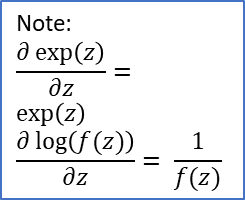 Note:
∂ exp(z)
∂z
=
exp(z)
∂ log(f(z))
∂z
= 1
f(z)